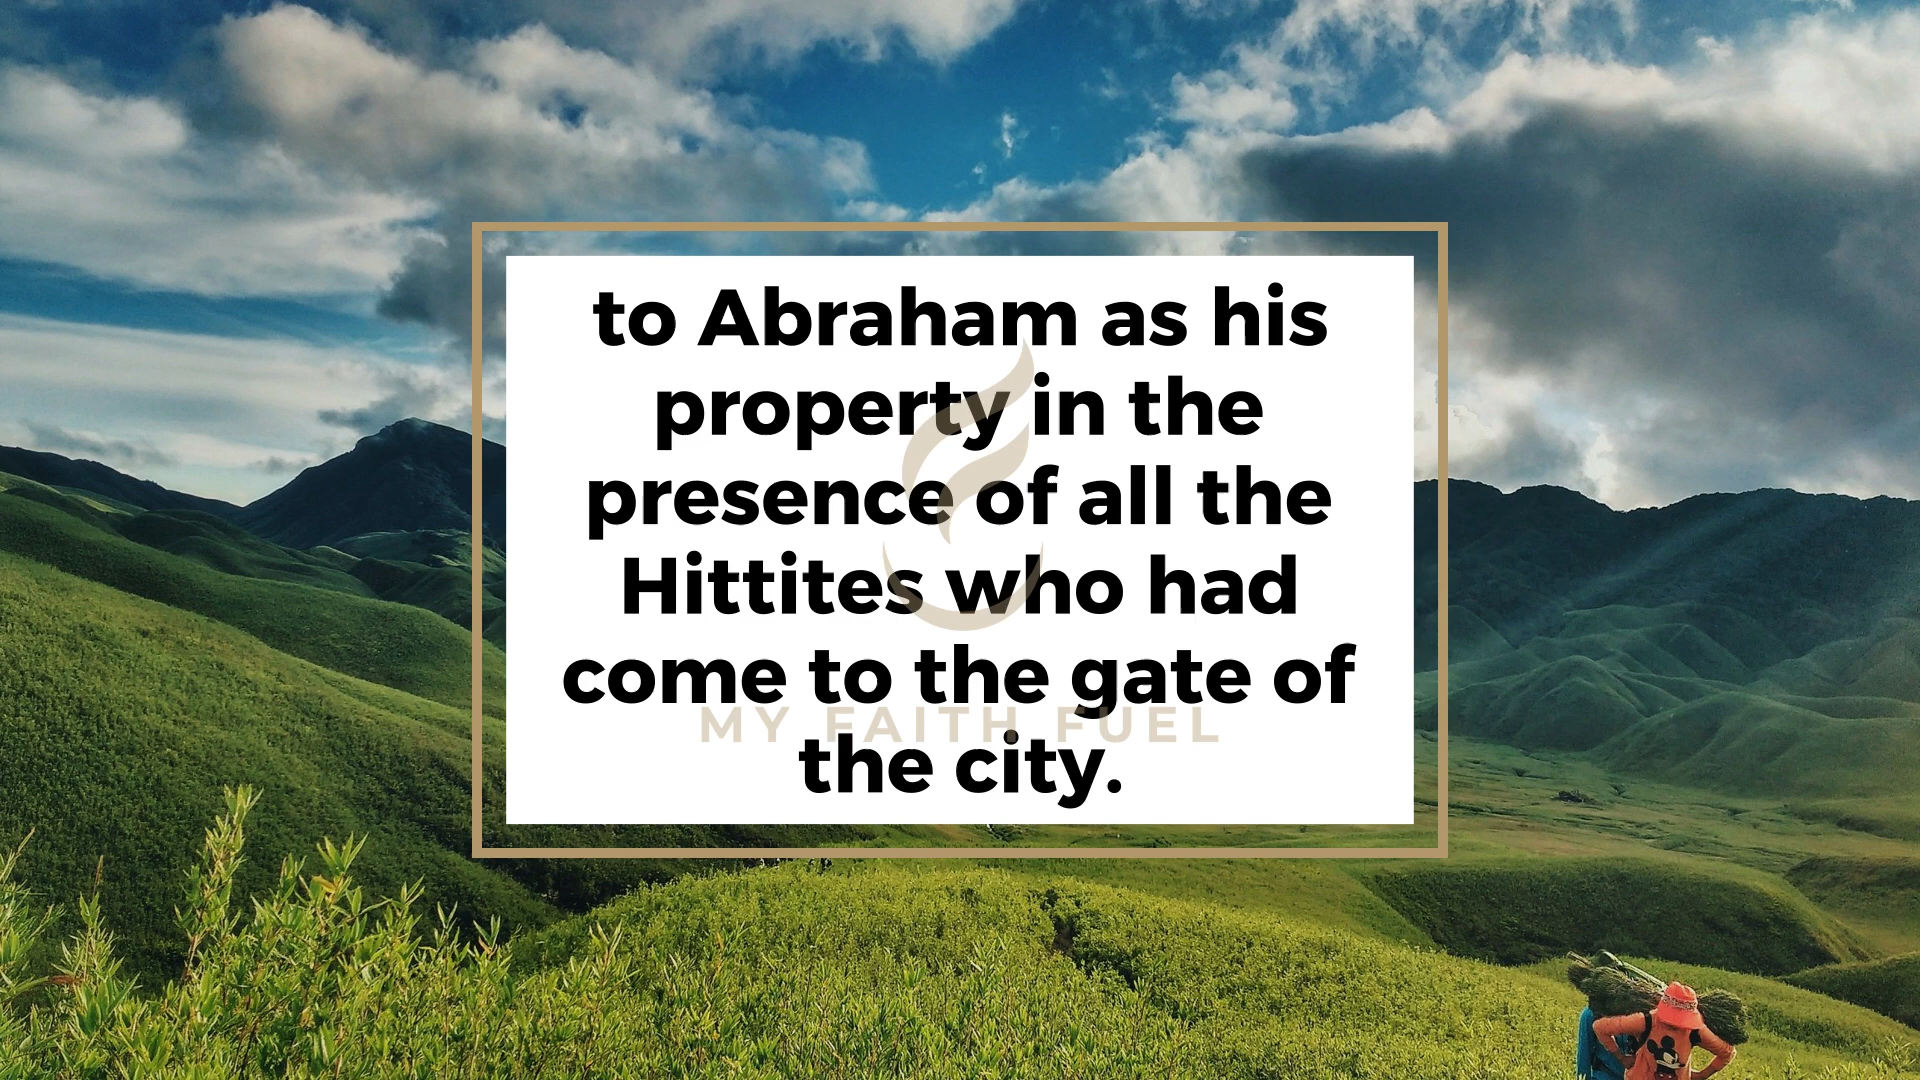 to Abraham as his
property in the
presence of all the
Hittites who had
come to the gate of
MY FAITH FUEL
the city.